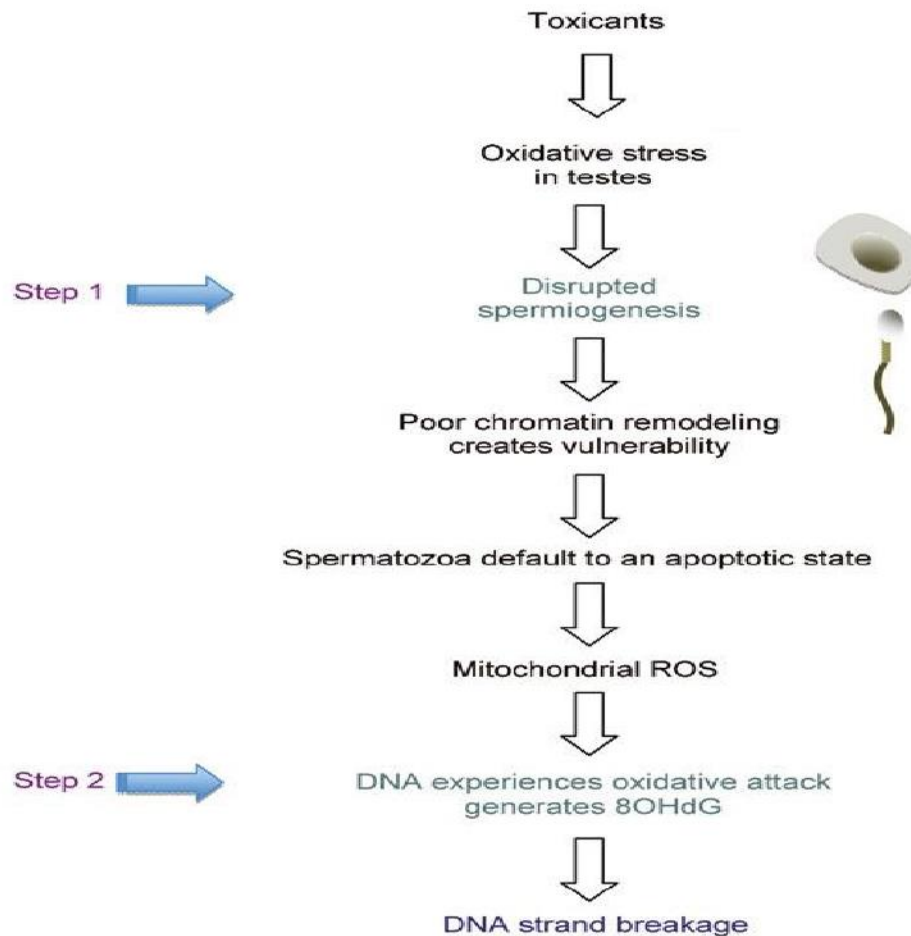 Toxicants
Oxidative stress
in testes
Step 1
Disrupted
spermiogenesis
Poor chromatin remodeling
creates vulnerability
Spermatozoa default to an apoptotic state
Mitochondrial ROS
Step 2
DNA experiences oxidative attack
generates 8OHdG
DNA strand breakage